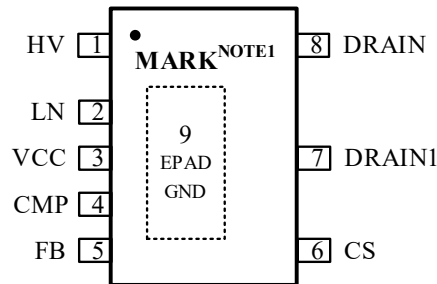 HV 1 8 DRAIN
MARK^NOTE1
LN 2
9
VCC 3 EPAD 7 DRAIN1
GND
CMP 4
FB 5 6 CS